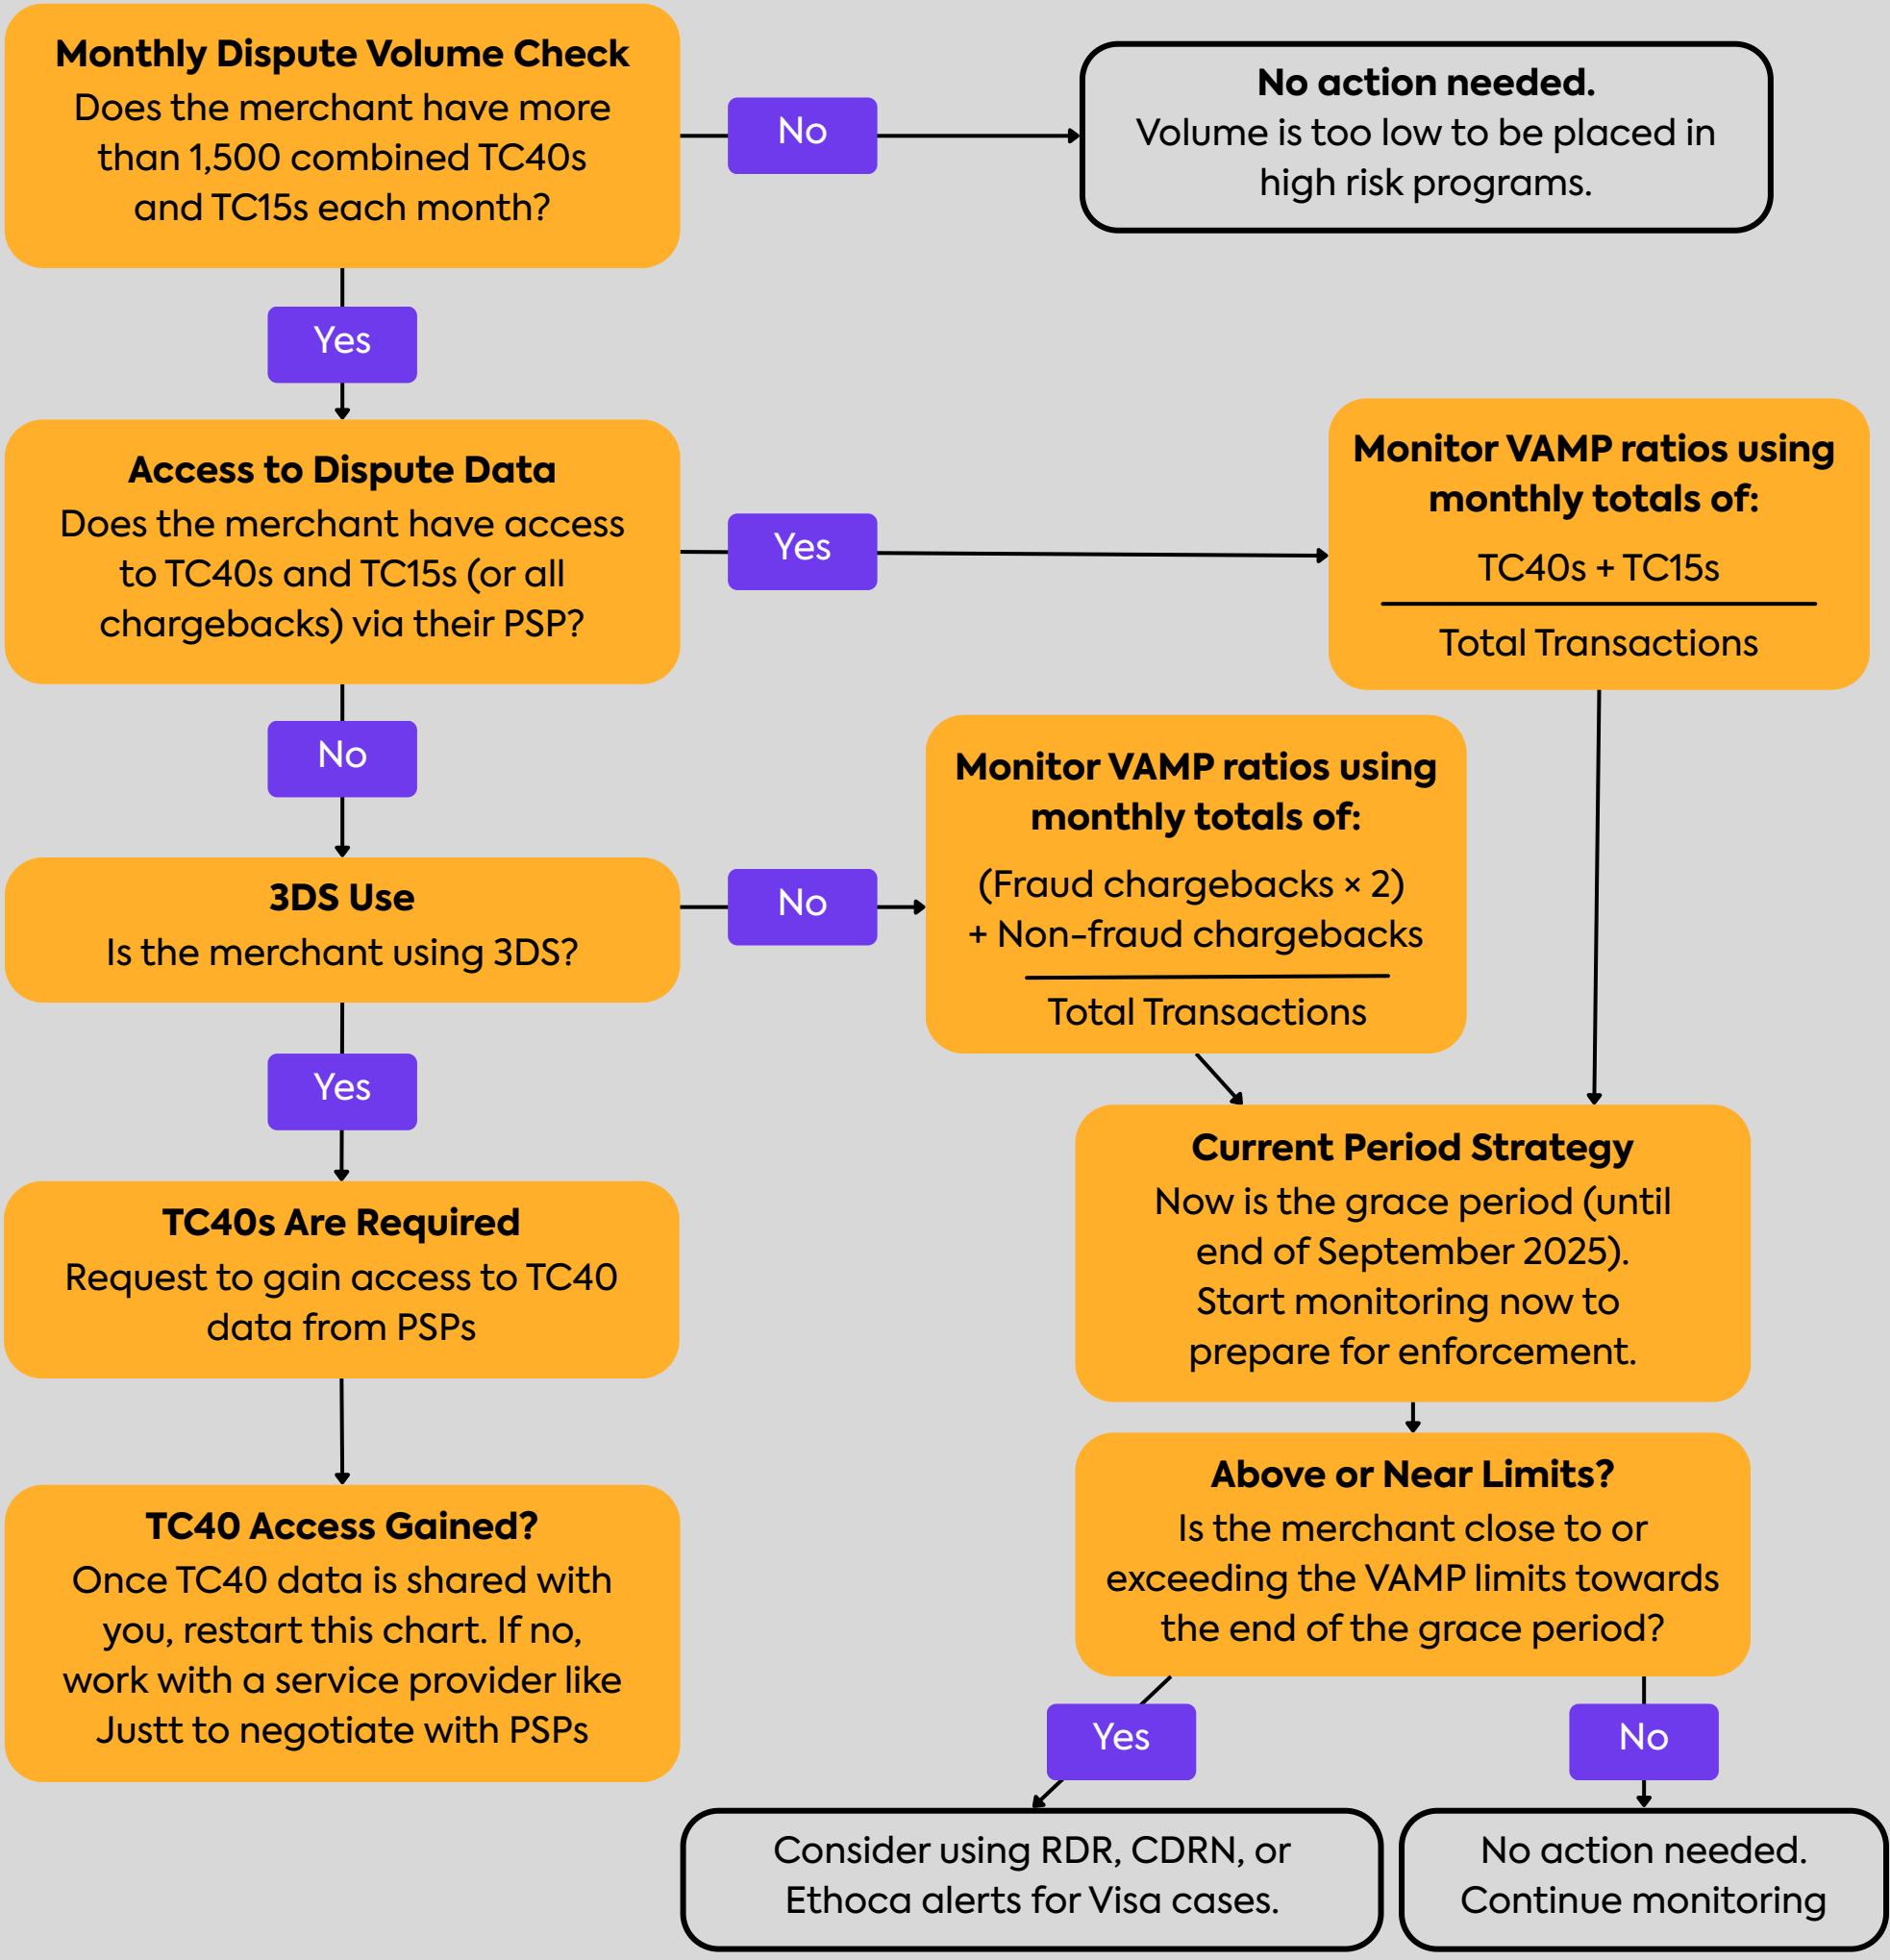 Monthly Dispute Volume Check
Does the merchant have more
than 1,500 combined TC40s
and TC15s each month?
No
No action needed.
Volume is too low to be placed in
high risk programs.
Yes
Access to Dispute Data
Does the merchant have access
to TC40s and TC15s (or all
chargebacks) via their PSP?
Yes
Monitor VAMP ratios using
monthly totals of:
TC40s + TC15s
Total Transactions
No
3DS Use
Is the merchant using 3DS?
No
Monitor VAMP ratios using
monthly totals of:
(Fraud chargebacks × 2)
+ Non-fraud chargebacks
Total Transactions
Yes
TC40s Are Required
Request to gain access to TC40
data from PSPs
TC40 Access Gained?
Once TC40 data is shared with
you, restart this chart. If no,
work with a service provider like
Justt to negotiate with PSPs
Current Period Strategy
Now is the grace period (until
end of September 2025).
Start monitoring now to
prepare for enforcement.
Above or Near Limits?
Is the merchant close to or
exceeding the VAMP limits towards
the end of the grace period?
Yes
Consider using RDR, CDRN, or
Ethoca alerts for Visa cases.
No
No action needed.
Continue monitoring